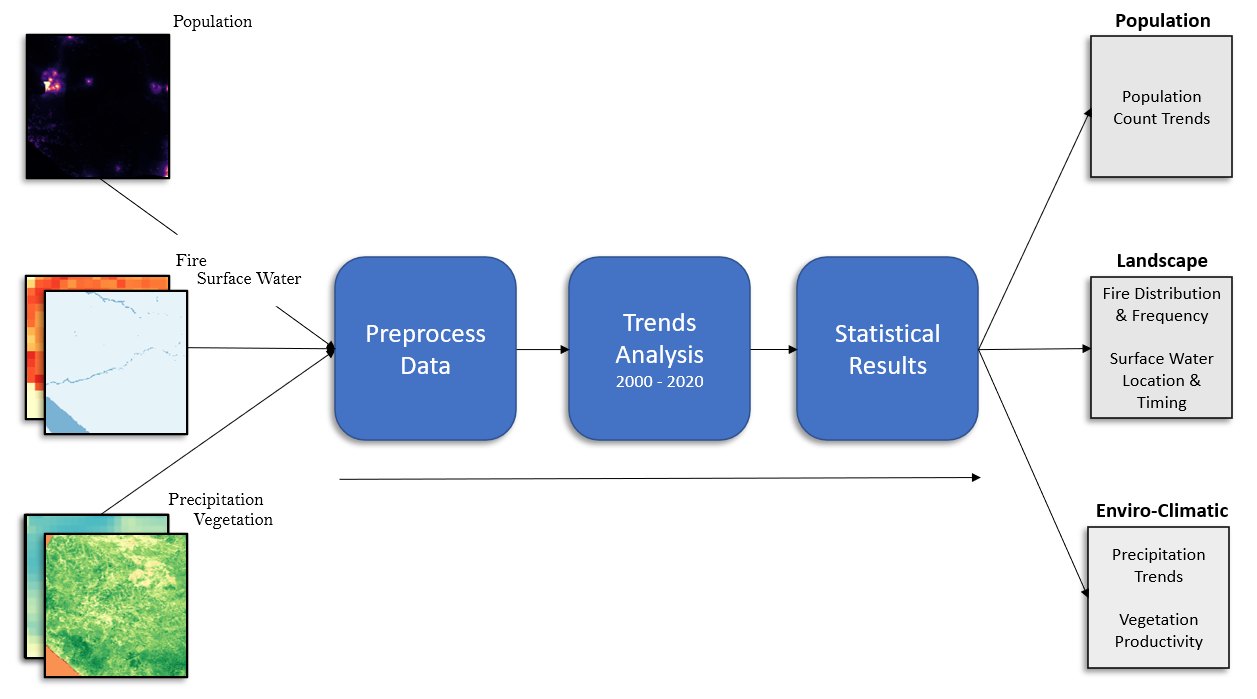 Population
Fire
Surface Water
Precipitation
Vegetation
Preprocess
Data
Trends
Analysis
2000 - 2020
Statistical
Results
Population
Population
Count Trends
Landscape
Fire Distribution
& Frequency
Surface Water
Location &
Timing
Enviro-Climatic
Precipitation
Trends
Vegetation
Productivity